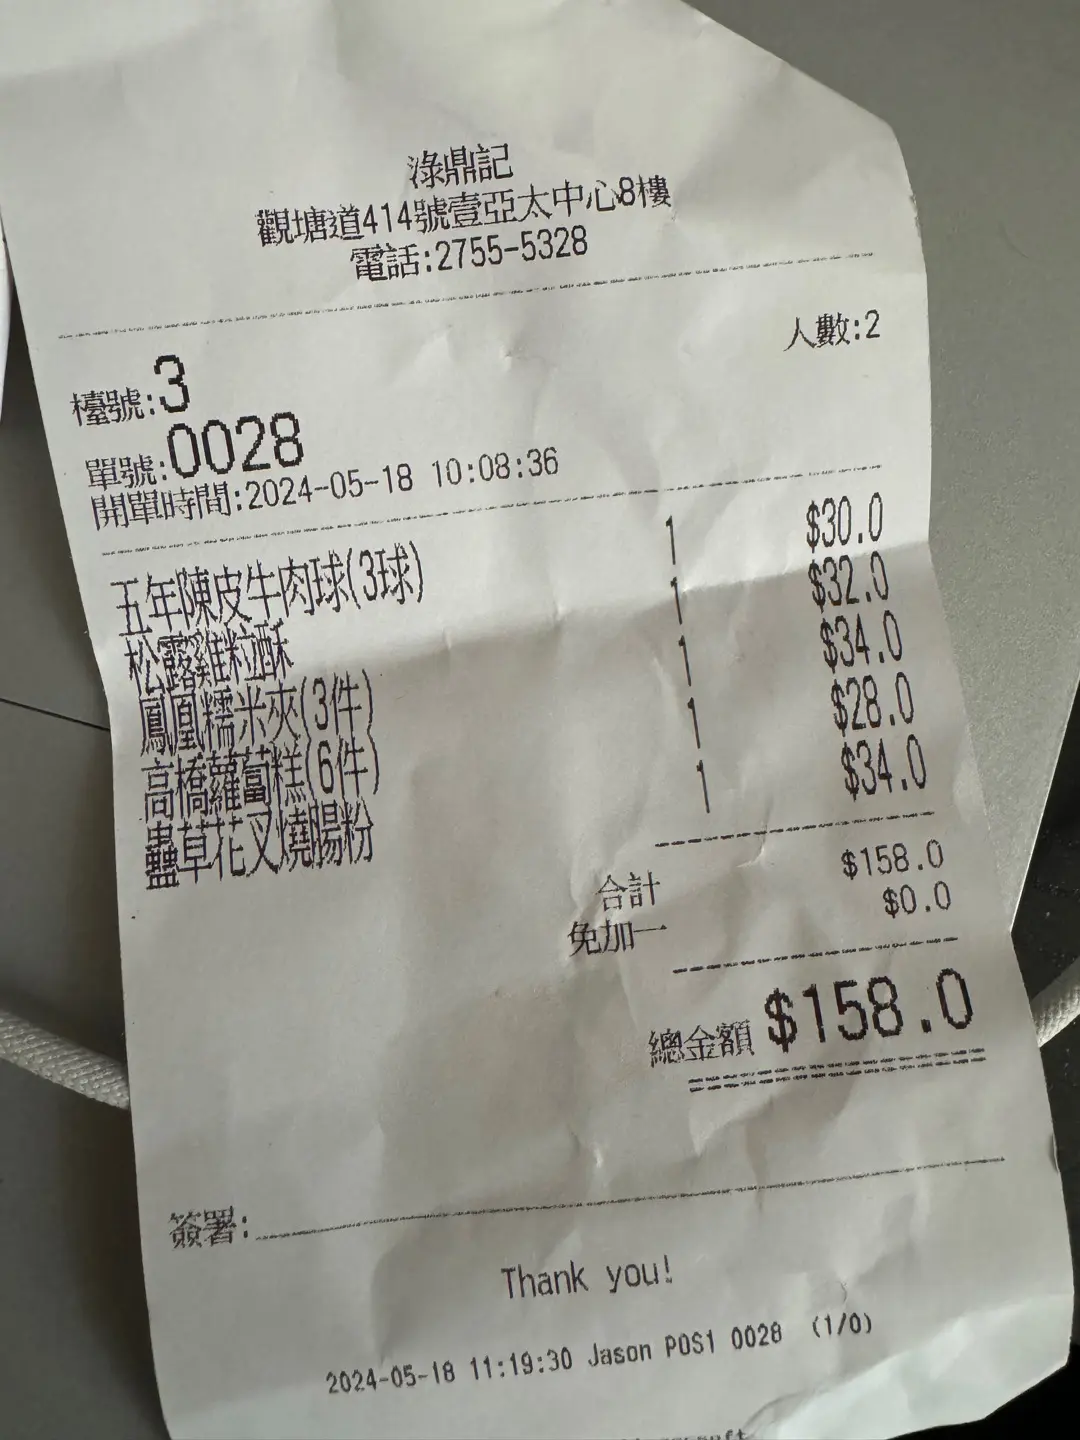 淥鼎記
觀塘道414號壹亞太中心8樓
電話:2755-5328
人數:2
檯號:3
單號:0028
開單時間:2024-05-18 10:08:36
五年陳皮牛肉球(3球) 1 $30.0
松露雞粒酥 1 $32.0
鳳凰糯米夾(3件) 1 $34.0
高橋蘿蔔糕(6件) 1 $28.0
蟲草花叉燒腸粉 1 $34.0
合計 $158.0
免加一 $0.0
總金額 $158.0
簽署:
Thank you!
2024-05-18 11:19:30 Jason POS1 0028 (1/0)